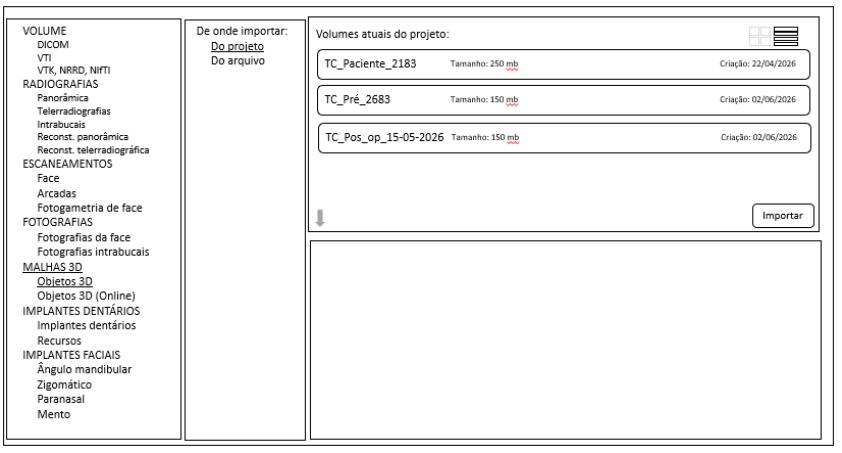 VOLUME
DICOM
VTI
VTK, NRRD, NIfTI
RADIOGRAFIAS
Panorâmica
Telerradiografias
Intrabucais
Reconst. panorâmica
Reconst. telerradiográfica
ESCANEAMENTOS
Face
Arcadas
Fotogametria de face
FOTOGRAFIAS
Fotografias da face
Fotografias intrabucais
MALHAS 3D
Objetos 3D
Objetos 3D (Online)
IMPLANTES DENTÁRIOS
Implantes dentários
Recursos
IMPLANTES FACIAIS
Ângulo mandibular
Zigomático
Paranasal
Mento
De onde importar:
Do projeto
Do arquivo
Volumes atuais do projeto:
TC_Paciente_2183 Tamanho: 250 mb Criação: 22/04/2026
TC_Pré_2683 Tamanho: 150 mb Criação: 02/06/2026
TC_Pos_op_15-05-2026 Tamanho: 150 mb Criação: 02/06/2026
Importar